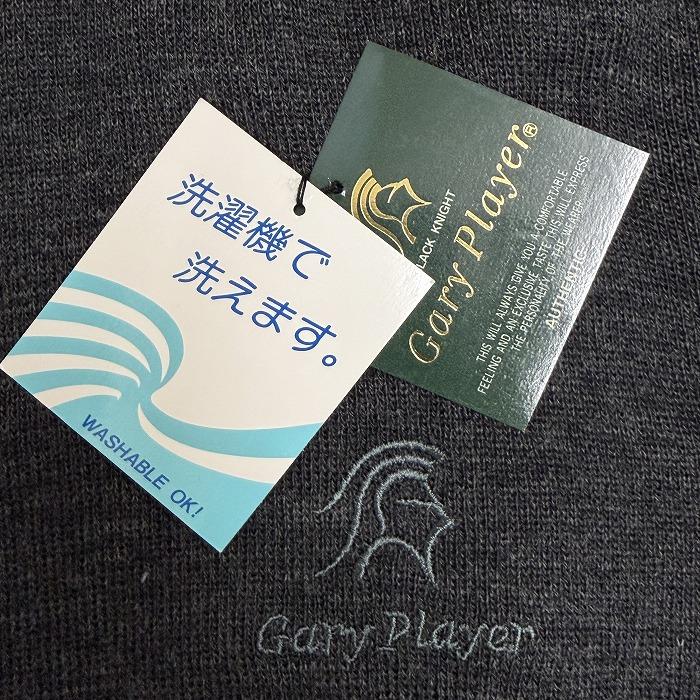 洗濯機で
洗えます。
WASHABLE OK!
LACK KNIGHT
Gary Player®
THIS WILL ALWAYS GIVE YOU A COMFORTABLE
FEELING AND AN EXCLUSIVE TASTE THIS WILL EXPRESS
THE PERSONALITY OF THE WEARER.
AUTHENTIC
Gary Player